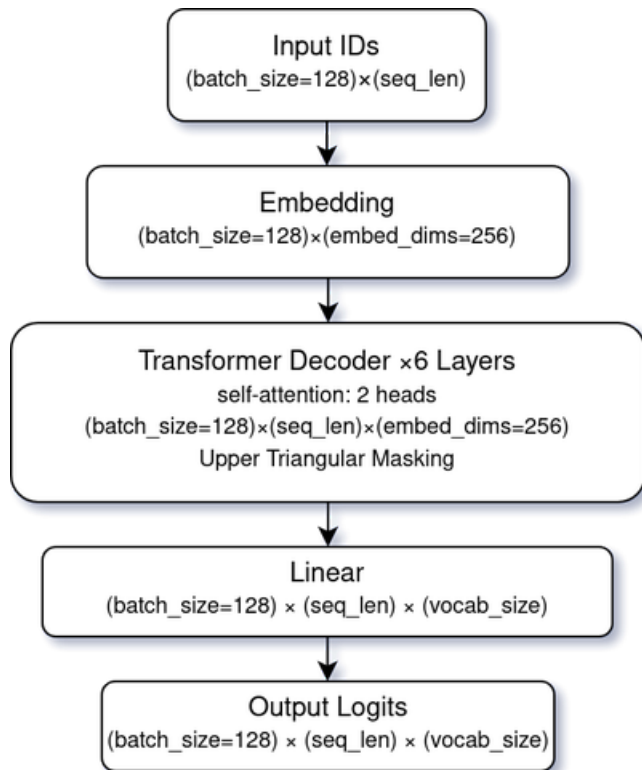 Input IDs
(batch_size=128)×(seq_len)
Embedding
(batch_size=128)×(embed_dims=256)
Transformer Decoder ×6 Layers
self-attention: 2 heads
(batch_size=128)×(seq_len)×(embed_dims=256)
Upper Triangular Masking
Linear
(batch_size=128) × (seq_len) × (vocab_size)
Output Logits
(batch_size=128) × (seq_len) × (vocab_size)